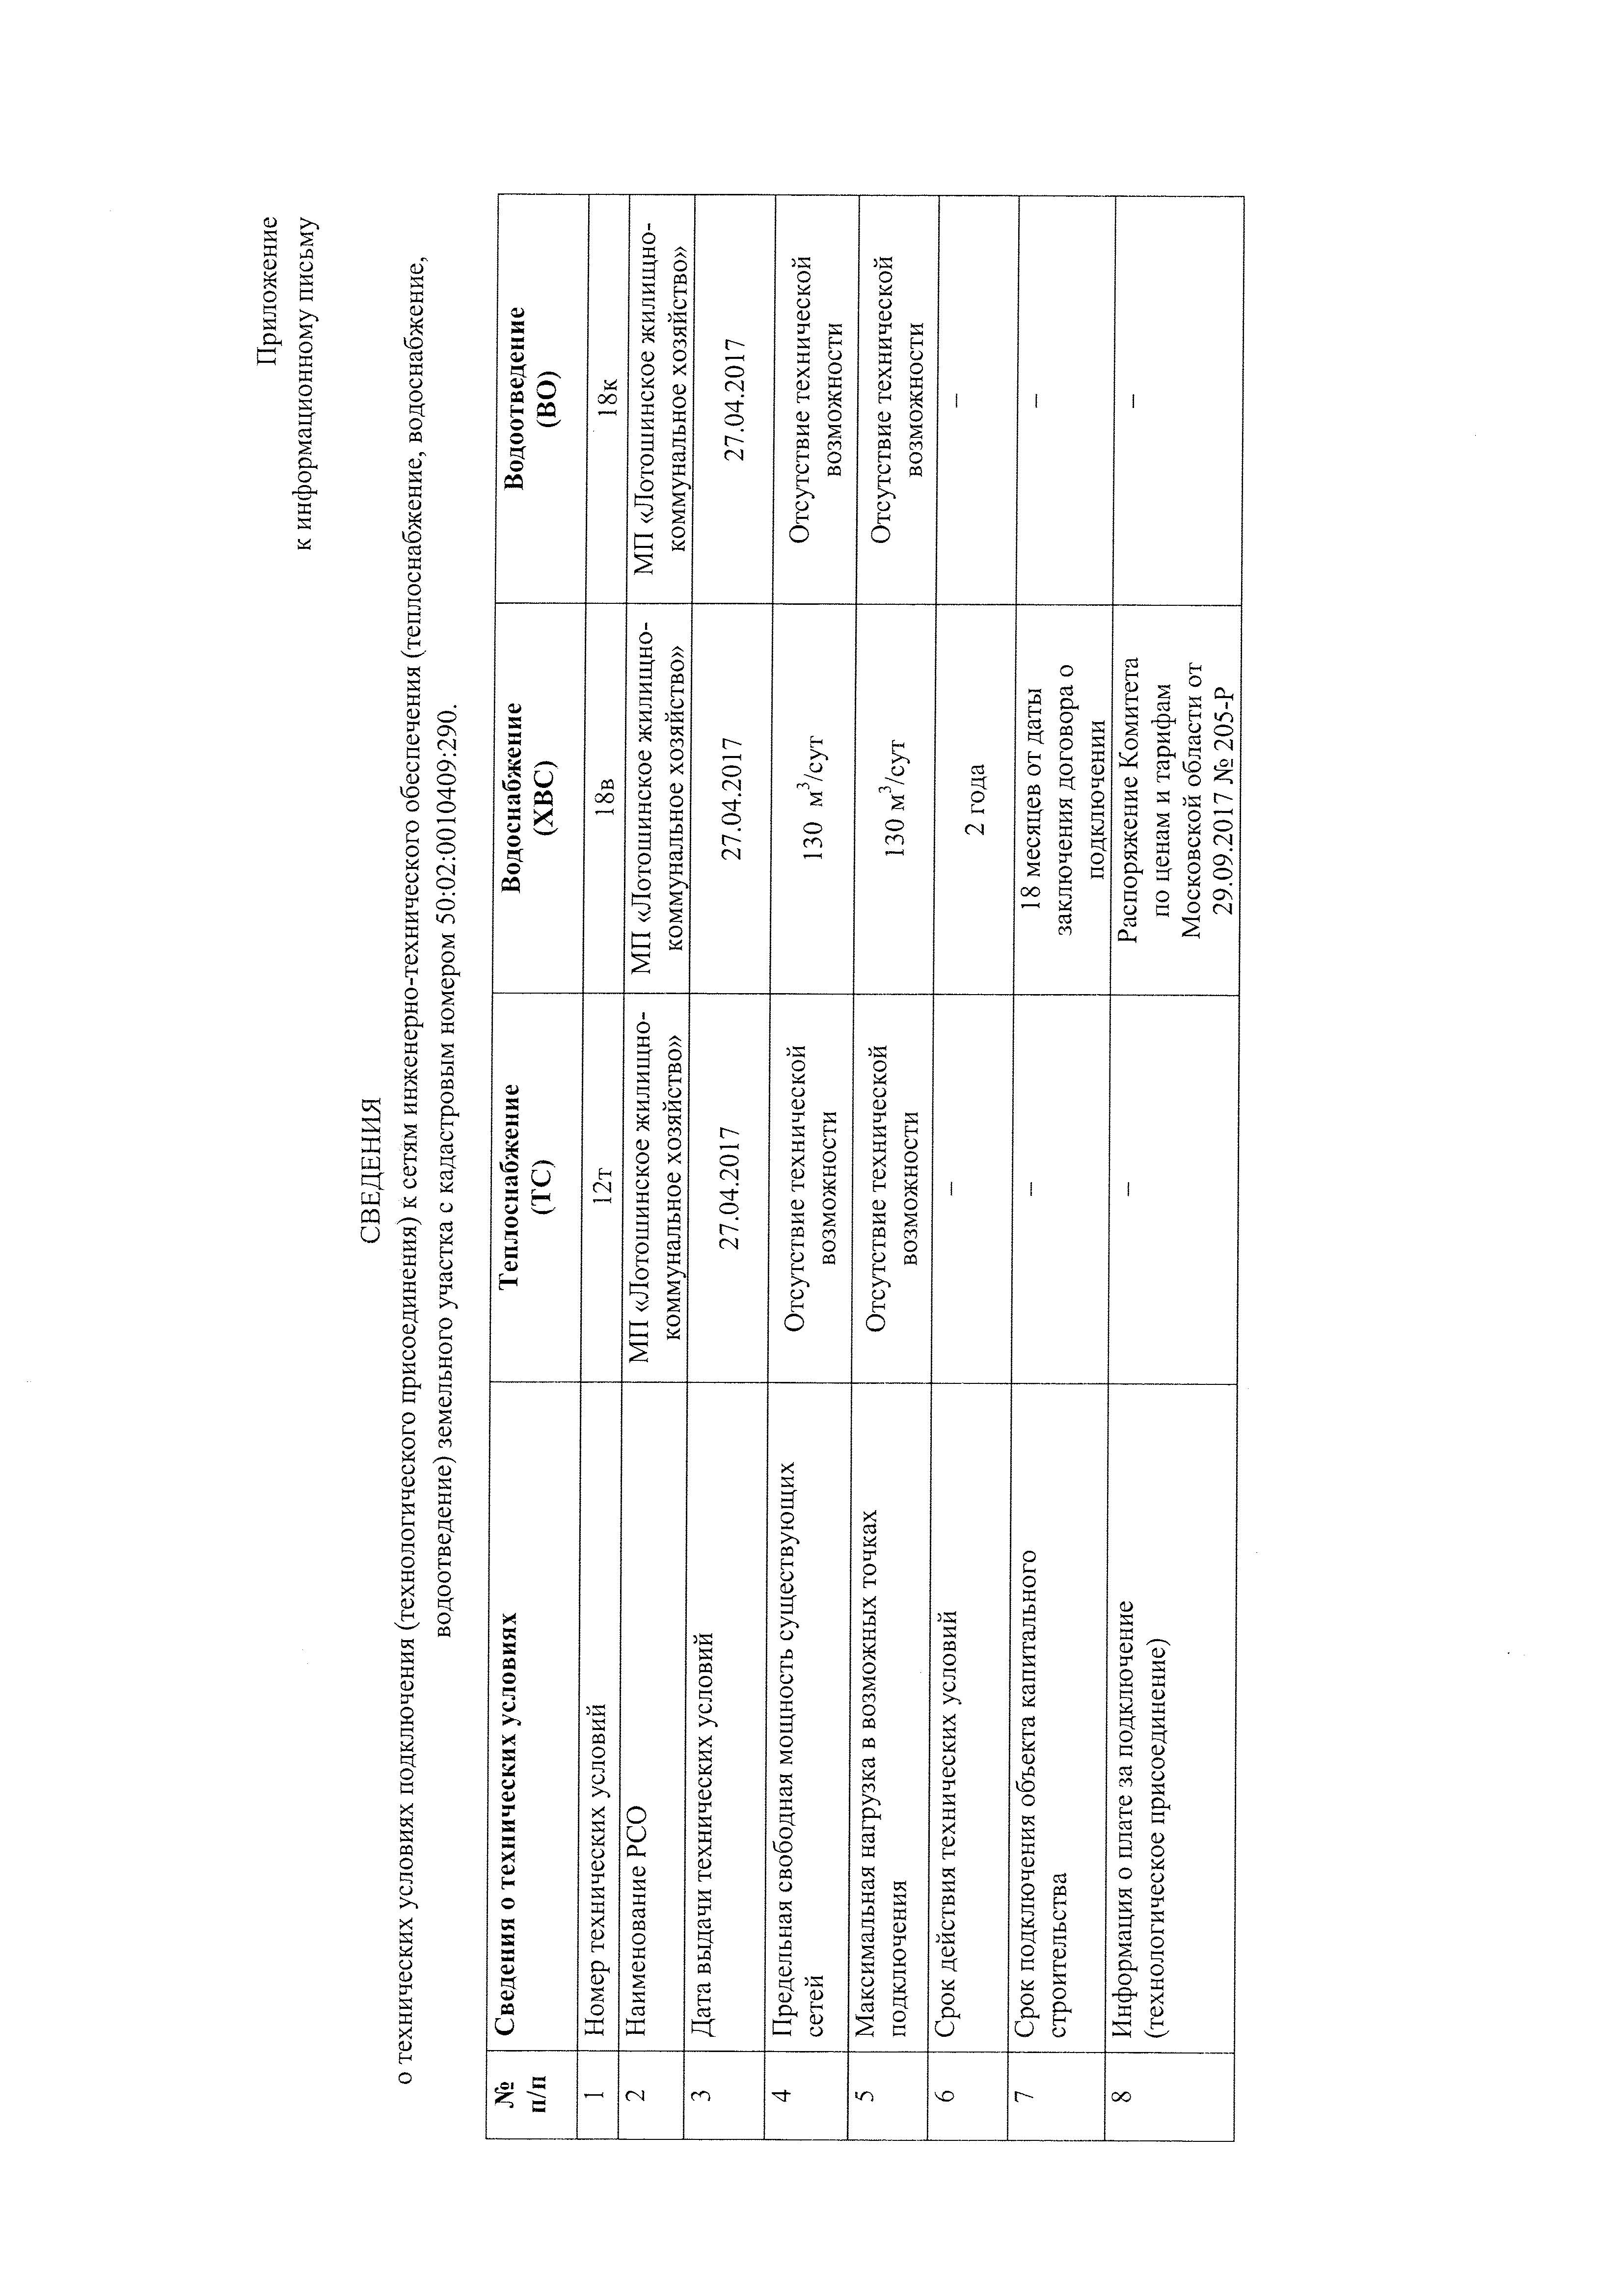 Приложение
к информационному письму
СВЕДЕНИЯ
о технических условиях подключения (технологического присоединения) к сетям инженерно-технического обеспечения (теплоснабжение, водоснабжение,
водоотведение) земельного участка с кадастровым номером 50:02:0010409:290.
№
п/п
Сведения о технических условиях
Теплоснабжение
(ТС)
Водоснабжение
(ХВС)
Водоотведение
(ВО)
1
Номер технических условий
12т
18в
18к
2
Наименование РСО
МП «Лотошинское жилищно-
коммунальное хозяйство»
МП «Лотошинское жилищно-
коммунальное хозяйство»
МП «Лотошинское жилищно-
коммунальное хозяйство»
3
Дата выдачи технических условий
27.04.2017
27.04.2017
27.04.2017
4
Предельная свободная мощность существующих
сетей
Отсутствие технической
возможности
130 м³/сут
Отсутствие технической
возможности
5
Максимальная нагрузка в возможных точках
подключения
Отсутствие технической
возможности
130 м³/сут
Отсутствие технической
возможности
6
Срок действия технических условий
–
2 года
–
7
Срок подключения объекта капитального
строительства
–
18 месяцев от даты
заключения договора о
подключении
–
8
Информация о плате за подключение
(технологическое присоединение)
–
Распоряжение Комитета
по ценам и тарифам
Московской области от
29.09.2017 № 205-Р
–